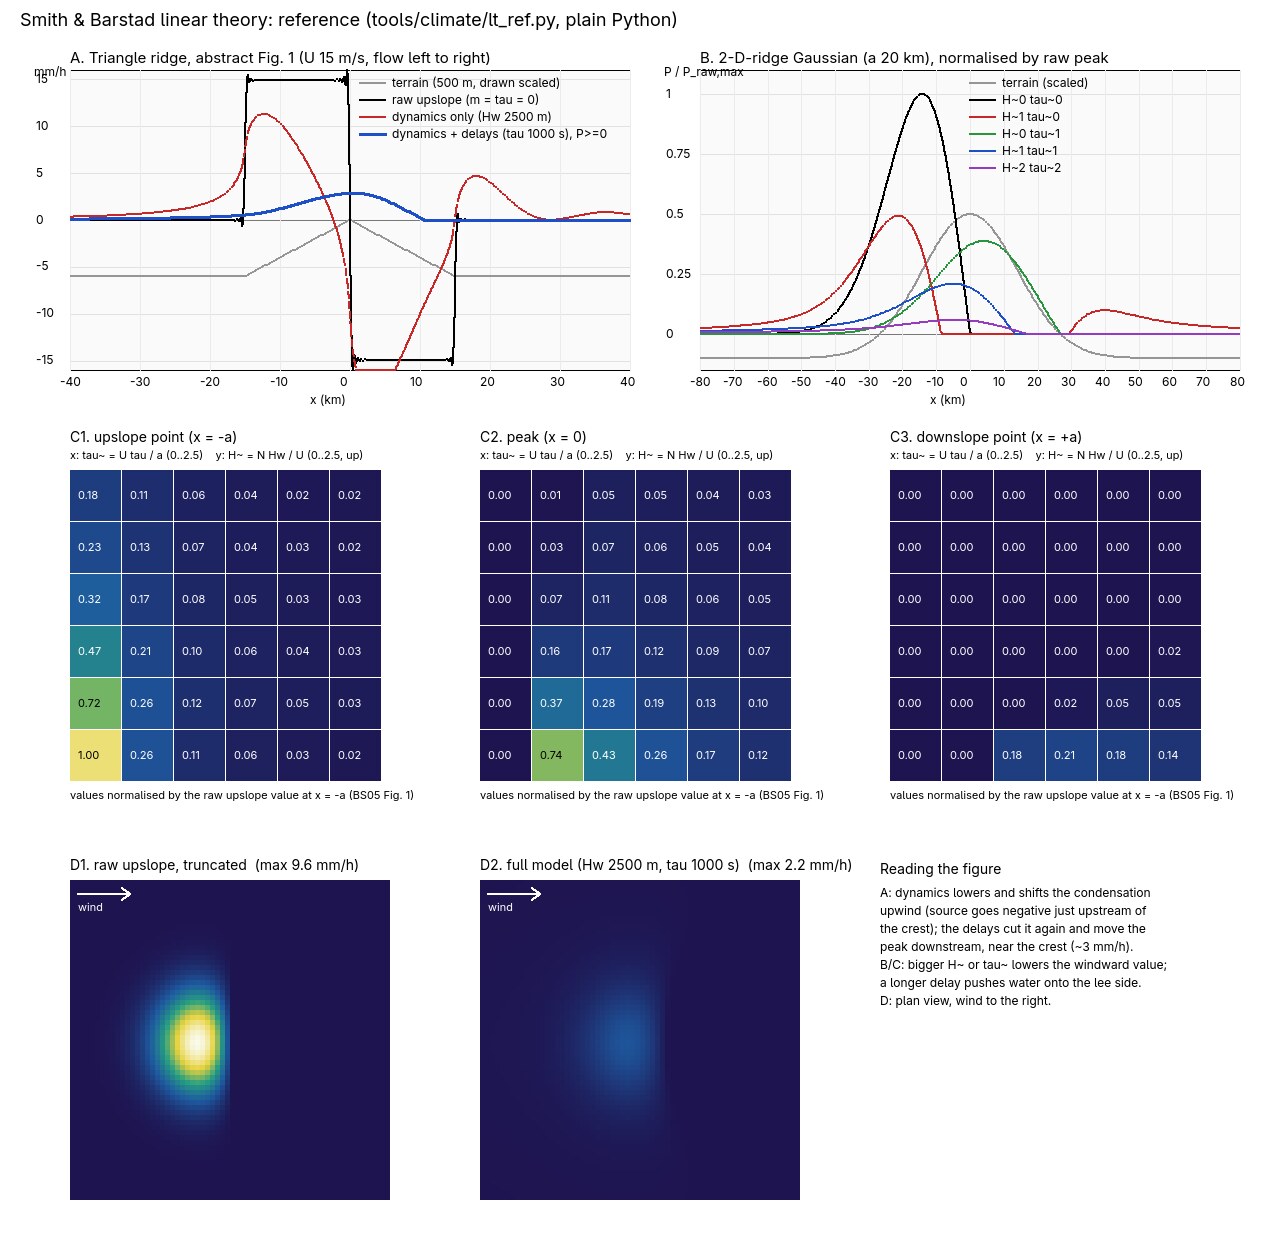 Smith & Barstad linear theory: reference (tools/climate/lt_ref.py, plain Python)
A. Triangle ridge, abstract Fig. 1 (U 15 m/s, flow left to right)
mm/h
15
10
5
0
-5
-10
-15
terrain (500 m, drawn scaled)
raw upslope (m = tau = 0)
dynamics only (Hw 2500 m)
dynamics + delays (tau 1000 s), P>=0
-40 -30 -20 -10 0 10 20 30 40
x (km)
B. 2-D-ridge Gaussian (a 20 km), normalised by raw peak
P / P_raw,max
1
0.75
0.5
0.25
0
terrain (scaled)
H~0 tau~0
H~1 tau~0
H~0 tau~1
H~1 tau~1
H~2 tau~2
-80 -70 -60 -50 -40 -30 -20 -10 0 10 20 30 40 50 60 70 80
x (km)
C1. upslope point (x = -a)
x: tau~ = U tau / a (0..2.5) y: H~ = N Hw / U (0..2.5, up)
0.18 0.11 0.06 0.04 0.02 0.02
0.23 0.13 0.07 0.04 0.03 0.02
0.32 0.17 0.08 0.05 0.03 0.03
0.47 0.21 0.10 0.06 0.04 0.03
0.72 0.26 0.12 0.07 0.05 0.03
1.00 0.26 0.11 0.06 0.03 0.02
values normalised by the raw upslope value at x = -a (BS05 Fig. 1)
C2. peak (x = 0)
x: tau~ = U tau / a (0..2.5) y: H~ = N Hw / U (0..2.5, up)
0.00 0.01 0.05 0.05 0.04 0.03
0.00 0.03 0.07 0.06 0.05 0.04
0.00 0.07 0.11 0.08 0.06 0.05
0.00 0.16 0.17 0.12 0.09 0.07
0.00 0.37 0.28 0.19 0.13 0.10
0.00 0.74 0.43 0.26 0.17 0.12
values normalised by the raw upslope value at x = -a (BS05 Fig. 1)
C3. downslope point (x = +a)
x: tau~ = U tau / a (0..2.5) y: H~ = N Hw / U (0..2.5, up)
0.00 0.00 0.00 0.00 0.00 0.00
0.00 0.00 0.00 0.00 0.00 0.00
0.00 0.00 0.00 0.00 0.00 0.00
0.00 0.00 0.00 0.00 0.00 0.02
0.00 0.00 0.00 0.02 0.05 0.05
0.00 0.00 0.18 0.21 0.18 0.14
values normalised by the raw upslope value at x = -a (BS05 Fig. 1)
D1. raw upslope, truncated (max 9.6 mm/h)
wind
D2. full model (Hw 2500 m, tau 1000 s) (max 2.2 mm/h)
wind
Reading the figure
A: dynamics lowers and shifts the condensation
upwind (source goes negative just upstream of
the crest); the delays cut it again and move the
peak downstream, near the crest (~3 mm/h).
B/C: bigger H~ or tau~ lowers the windward value;
a longer delay pushes water onto the lee side.
D: plan view, wind to the right.